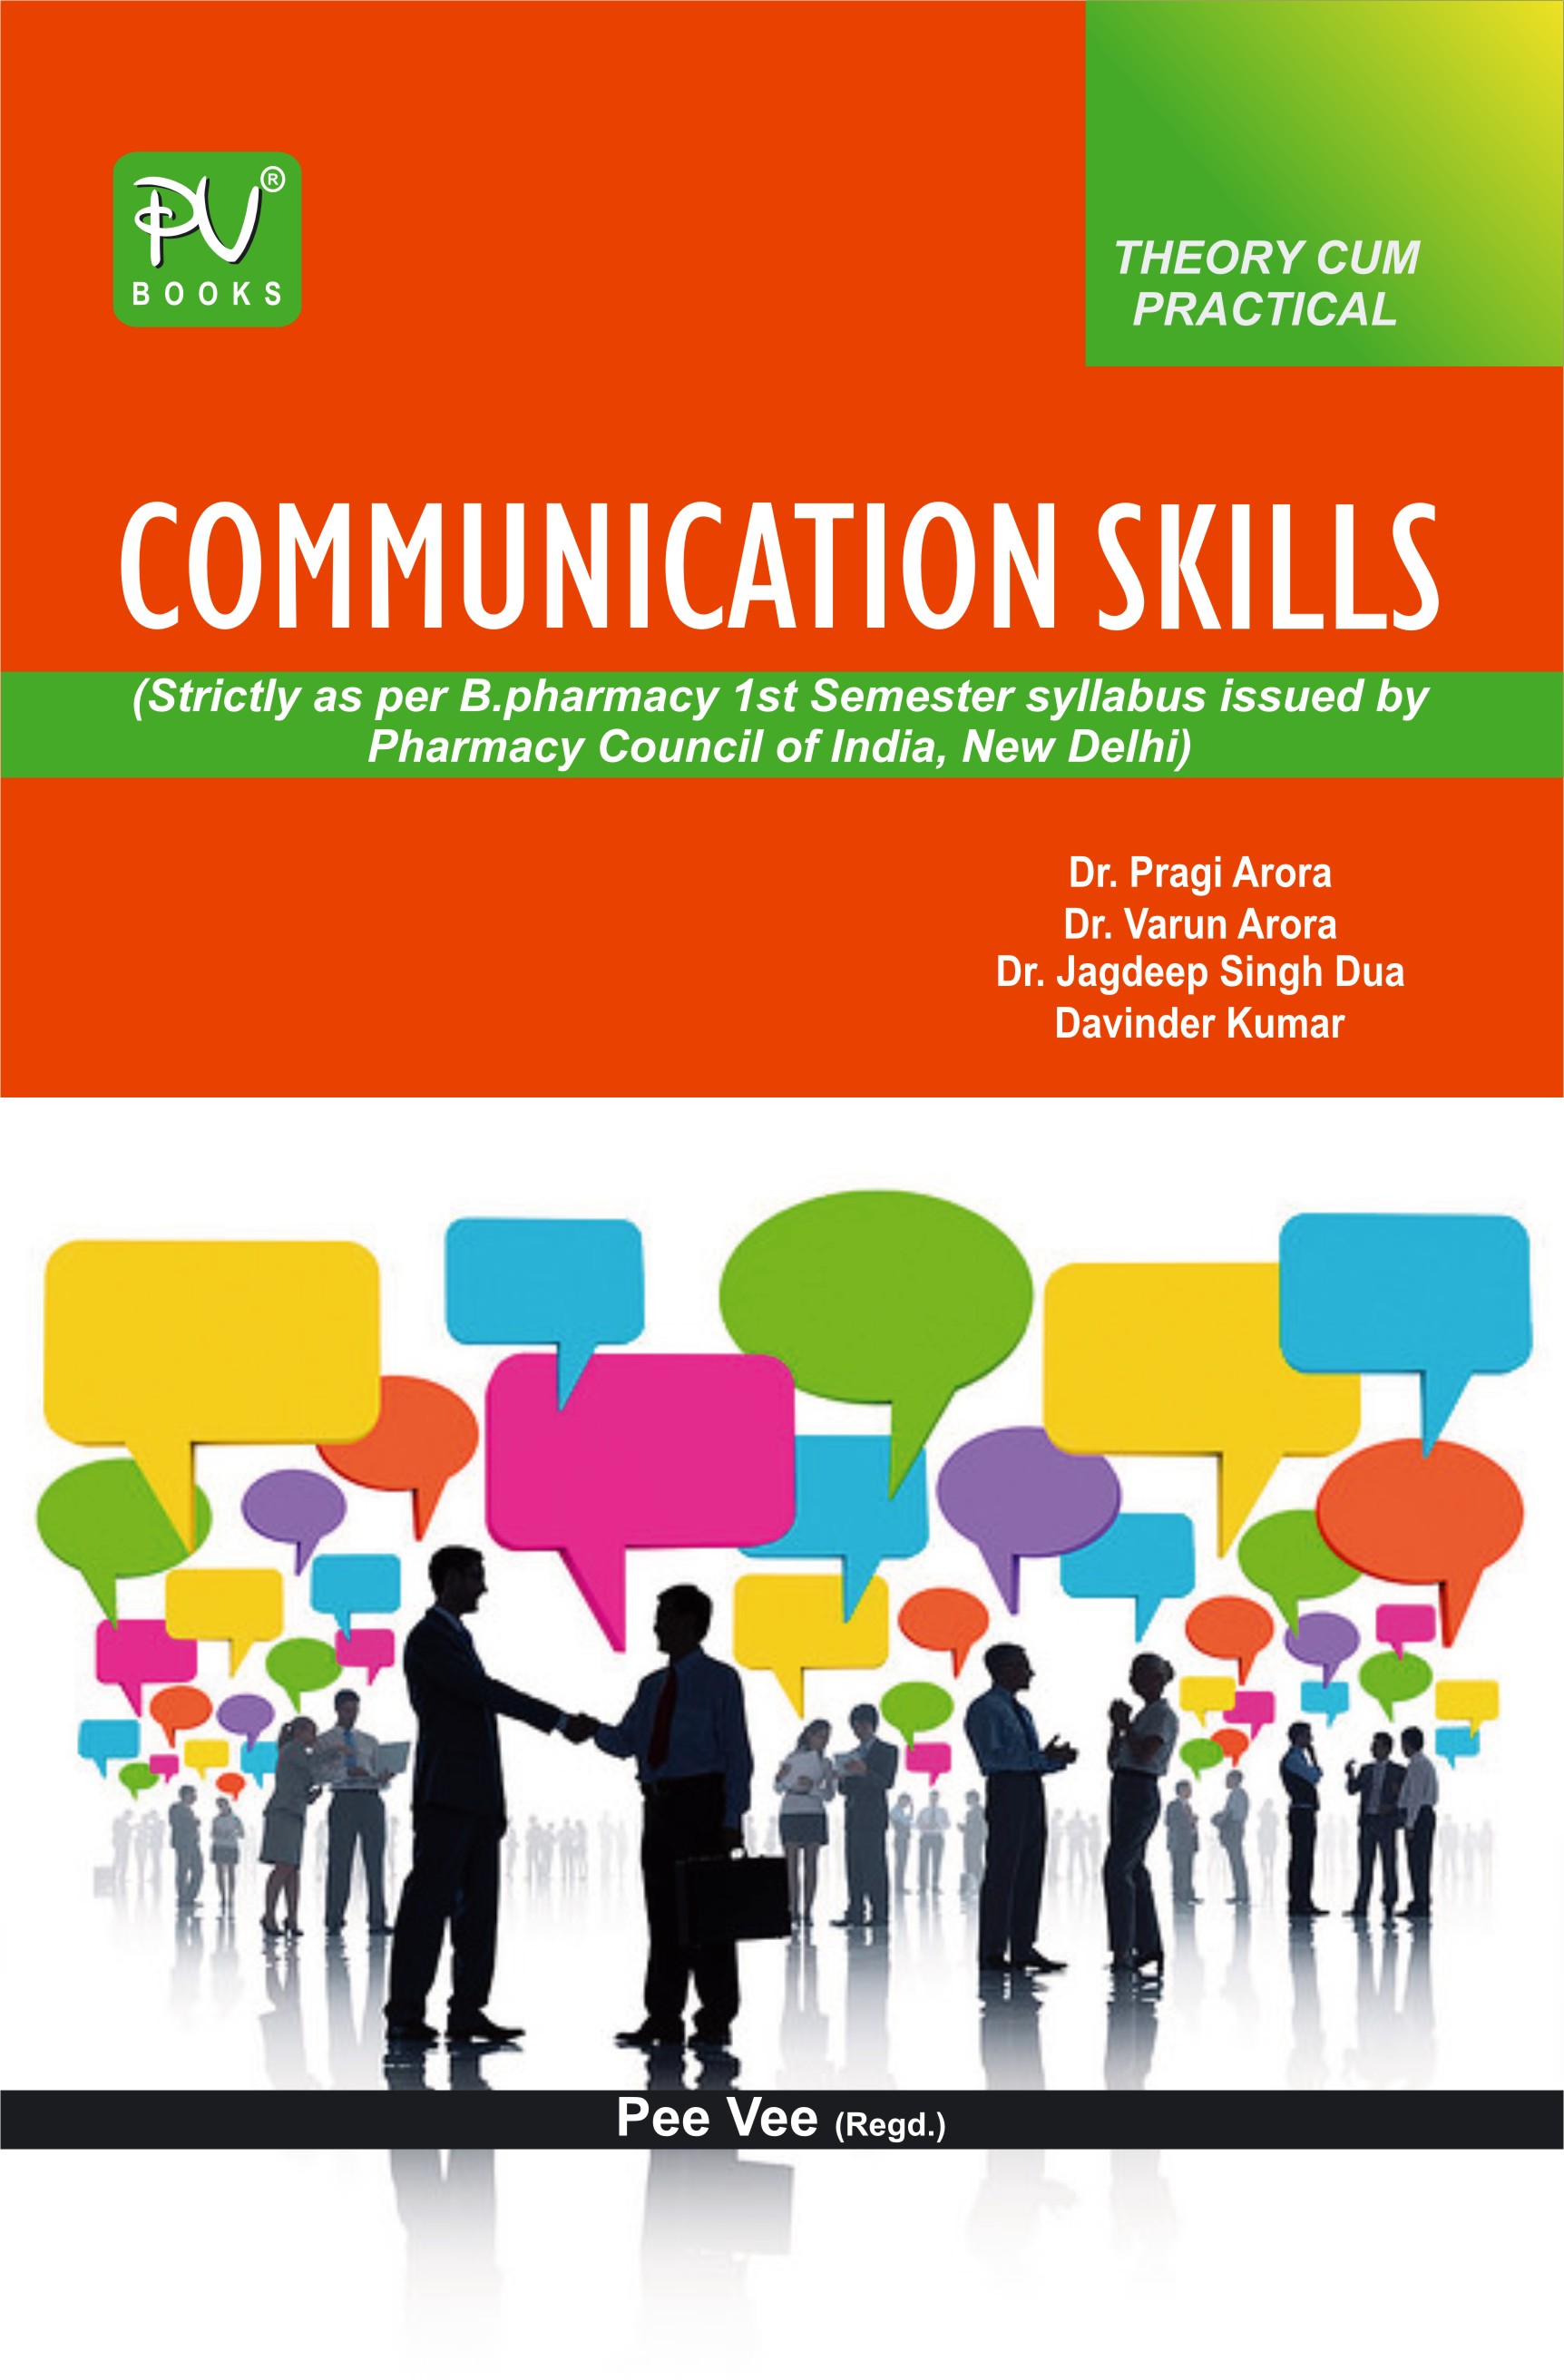 PV®
BOOKS
THEORY CUM
PRACTICAL
COMMUNICATION SKILLS
(Strictly as per B.pharmacy 1st Semester syllabus issued by
Pharmacy Council of India, New Delhi)
Dr. Pragi Arora
Dr. Varun Arora
Dr. Jagdeep Singh Dua
Davinder Kumar
Pee Vee (Regd.)